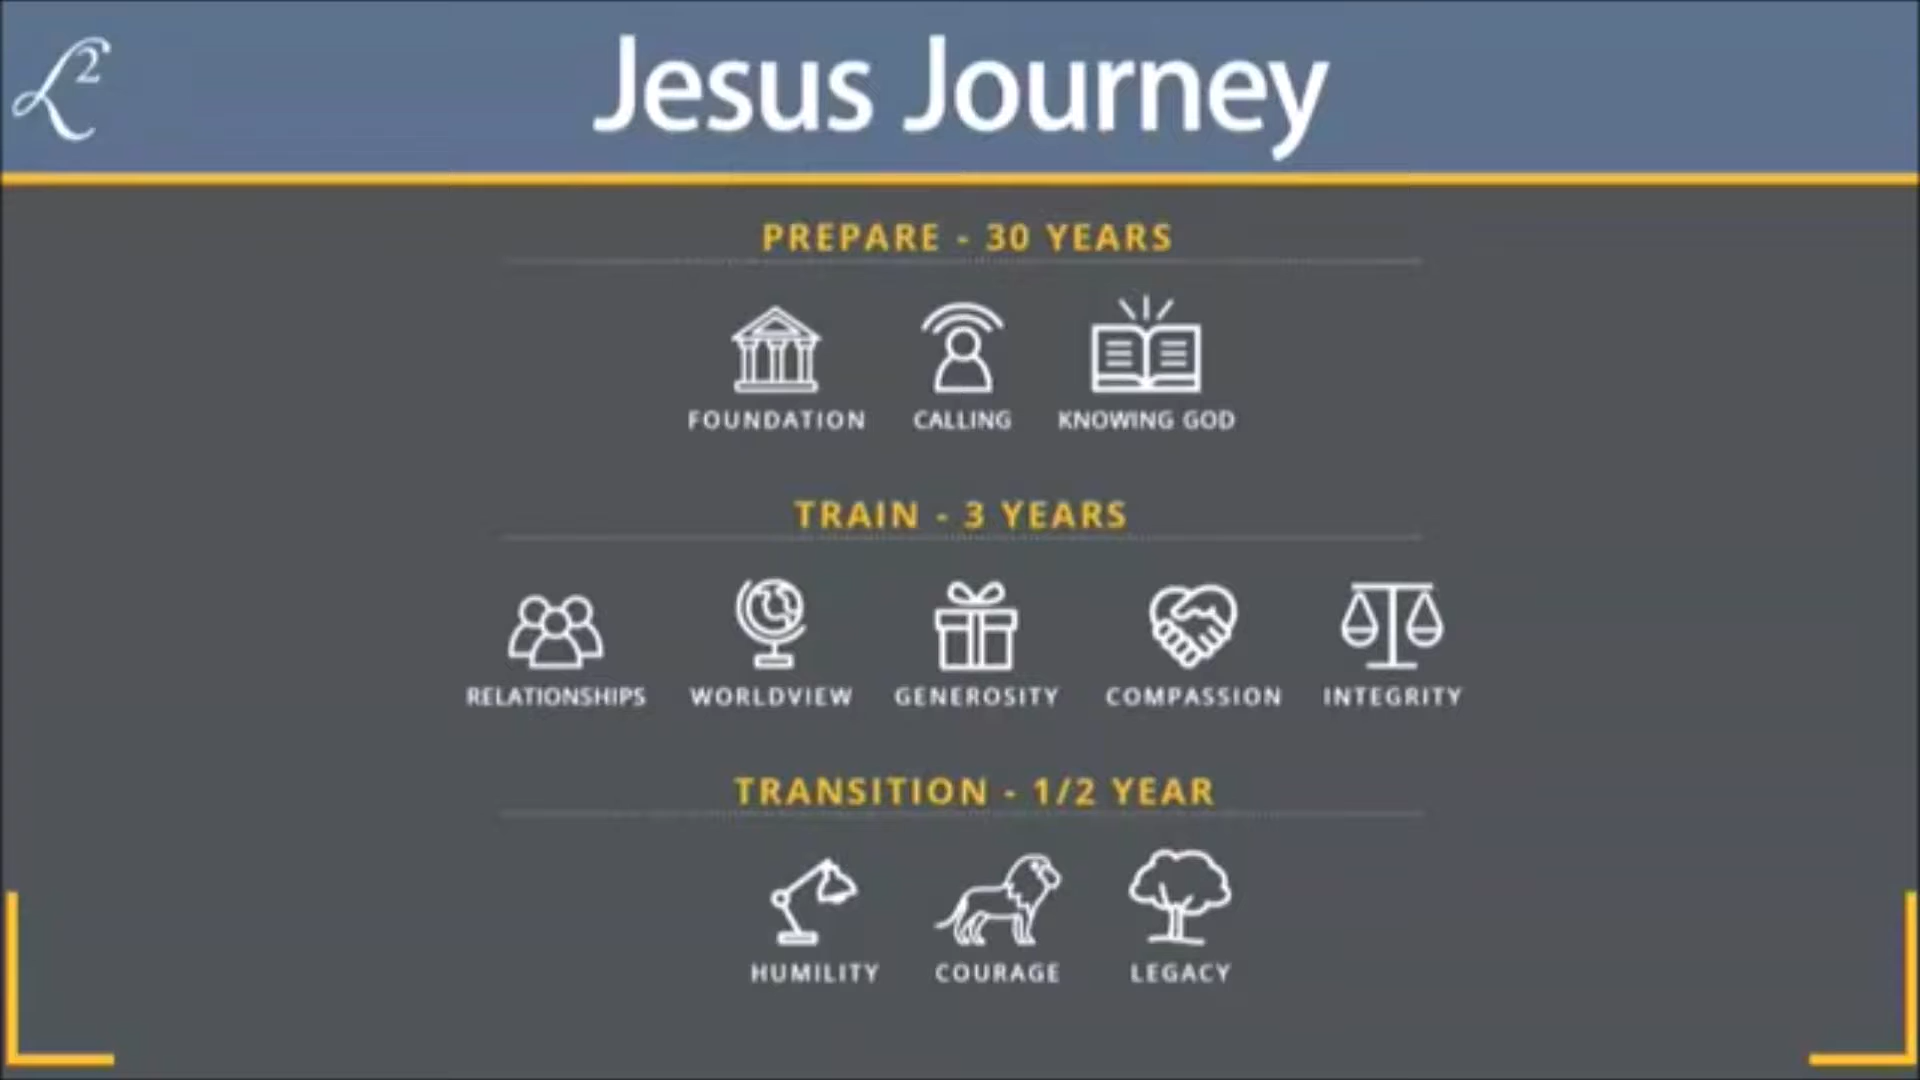 L2
Jesus Journey
PREPARE - 30 YEARS
FOUNDATION CALLING KNOWING GOD
TRAIN - 3 YEARS
RELATIONSHIPS WORLDVIEW GENEROSITY COMPASSION INTEGRITY
TRANSITION - 1/2 YEAR
HUMILITY COURAGE LEGACY